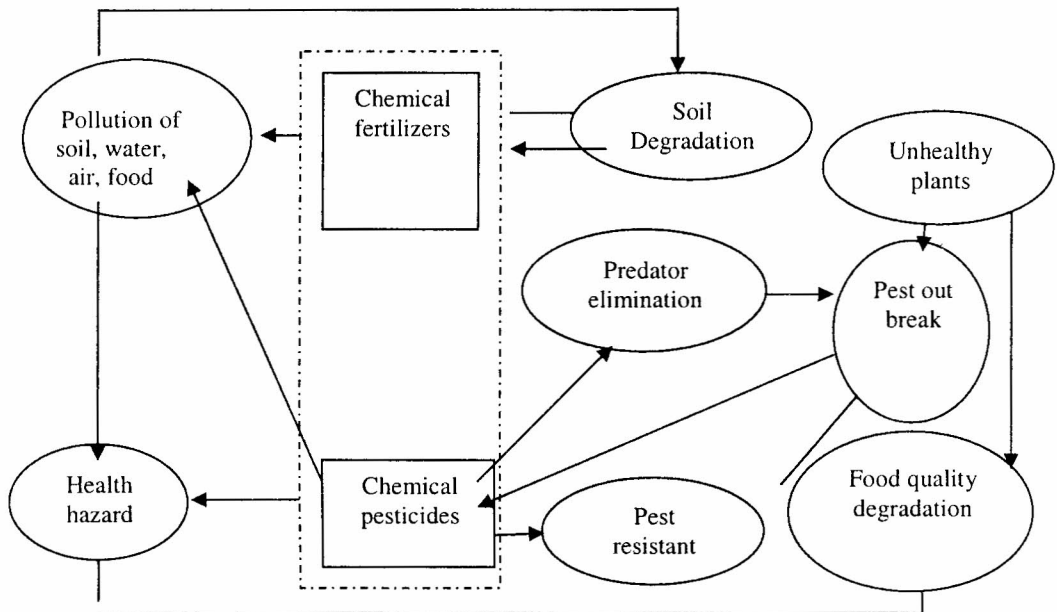 Pollution of
soil, water,
air, food
Chemical
fertilizers
Soil
Degradation
Unhealthy
plants
Predator
elimination
Pest out
break
Health
hazard
Chemical
pesticides
Pest
resistant
Food quality
degradation